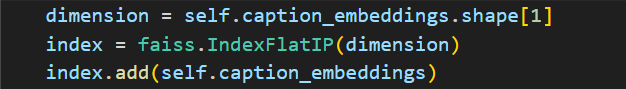 dimension = self.caption_embeddings.shape[1]
index = faiss.IndexFlatIP(dimension)
index.add(self.caption_embeddings)